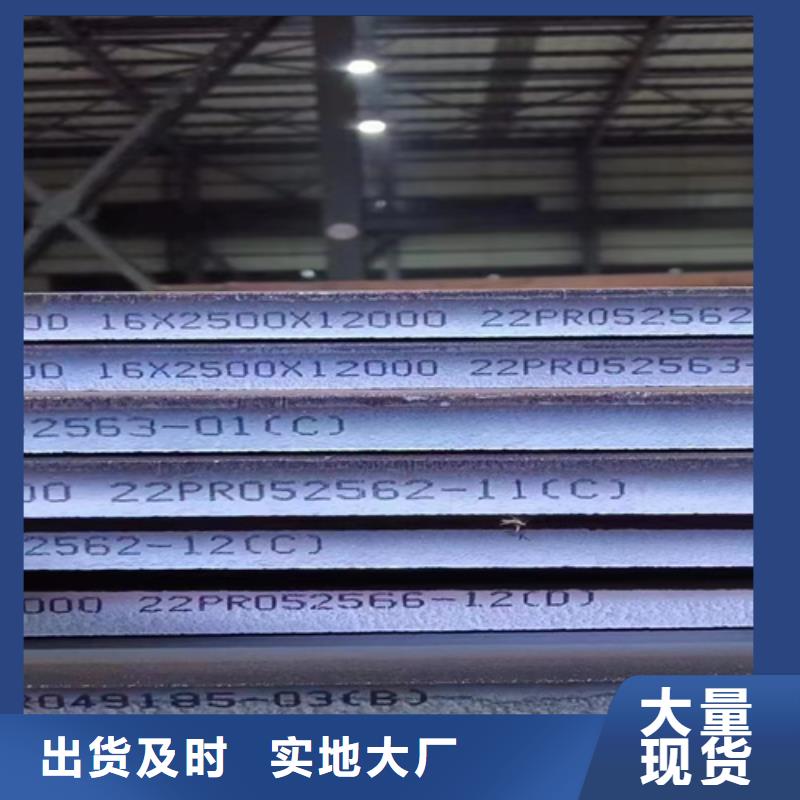 0D 16X2500X12000 22PR052562
0D 16X2500X12000 22PR052563-
2563-01(C)
00 22PR052562-11(C)
2562-12(C)
000 22PR052566-12(D)
R049185-03(B)
出货及时 实地大厂
大量
现货